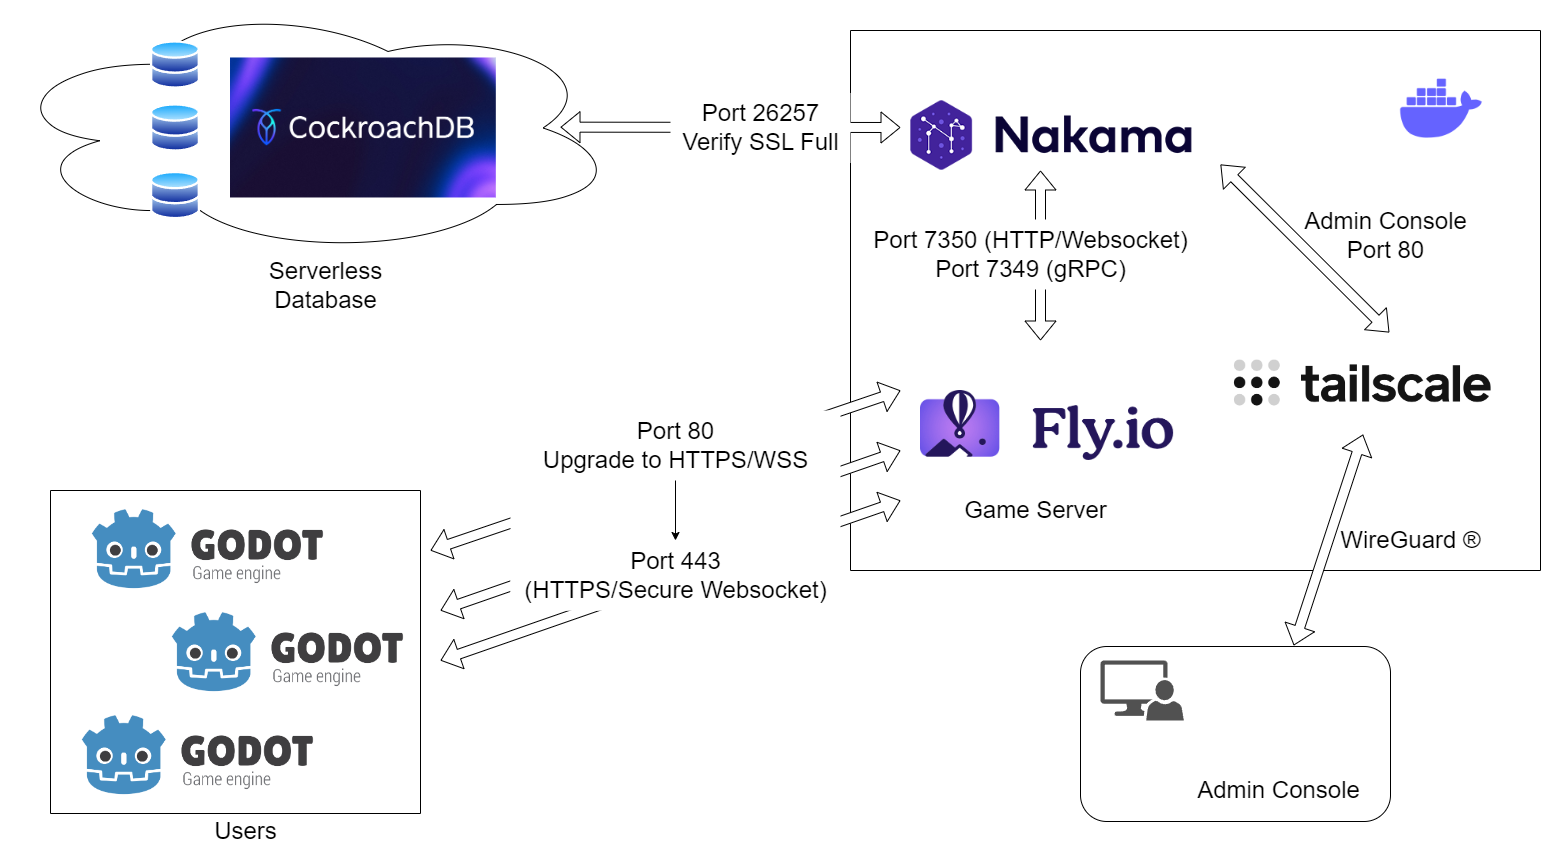 CockroachDB
Serverless
Database
Port 26257
Verify SSL Full
Nakama
Port 7350 (HTTP/Websocket)
Port 7349 (gRPC)
Admin Console
Port 80
tailscale
Fly.io
Game Server
WireGuard ®
Port 80
Upgrade to HTTPS/WSS
Port 443
(HTTPS/Secure Websocket)
GODOT
Game engine
GODOT
Game engine
GODOT
Game engine
Users
Admin Console